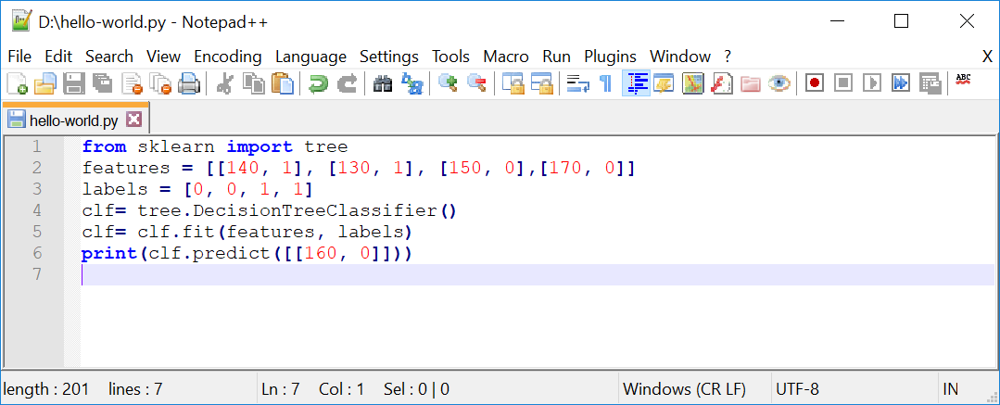 D:\hello-world.py - Notepad++
File Edit Search View Encoding Language Settings Tools Macro Run Plugins Window ? X
ABC
hello-world.py
1 from sklearn import tree
2 features = [[140, 1], [130, 1], [150, 0],[170, 0]]
3 labels = [0, 0, 1, 1]
4 clf= tree.DecisionTreeClassifier()
5 clf= clf.fit(features, labels)
6 print(clf.predict([[160, 0]]))
7
length : 201 lines : 7 Ln : 7 Col : 1 Sel : 0 | 0 Windows (CR LF) UTF-8 IN